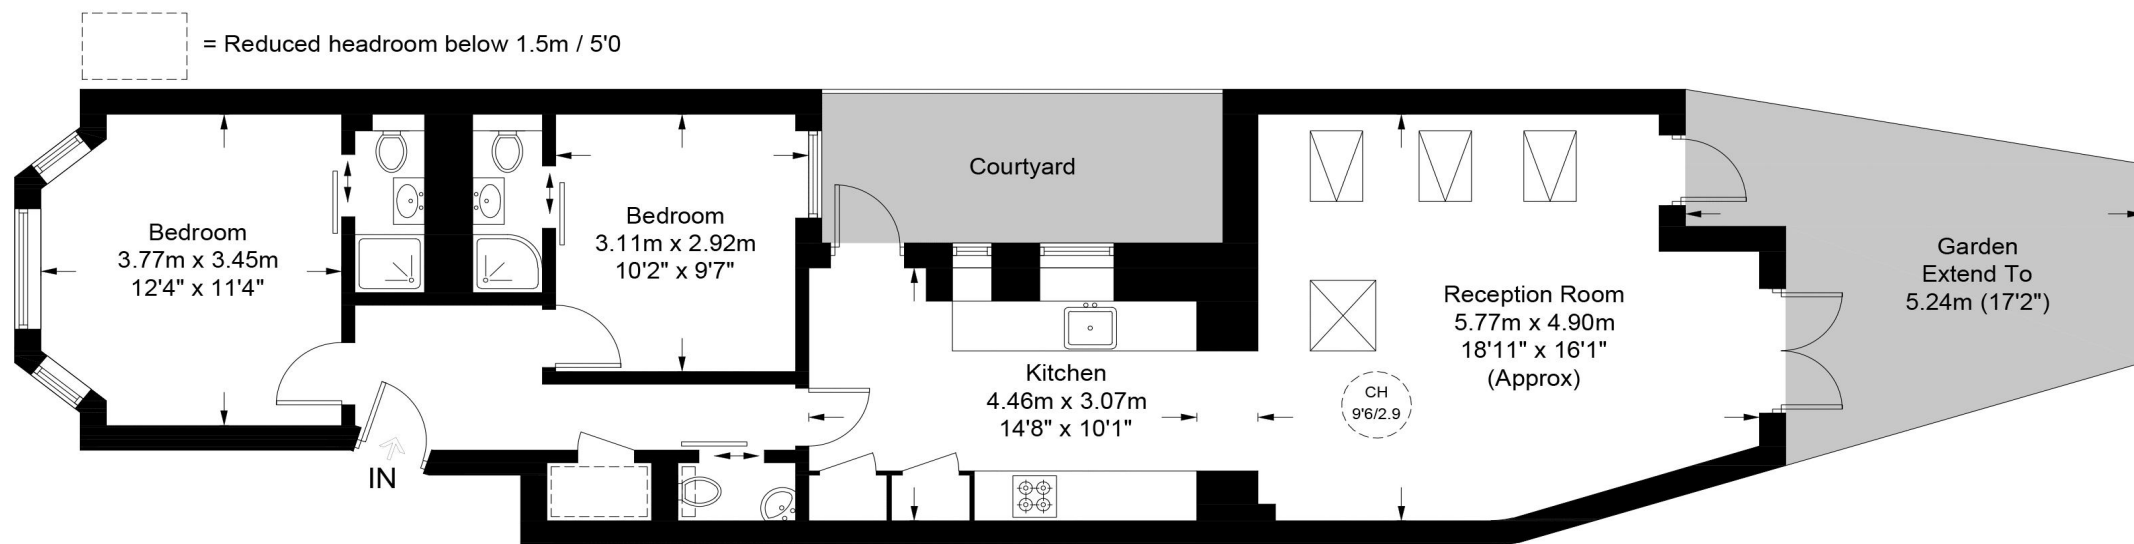 = Reduced headroom below 1.5m / 5'0
Courtyard
Bedroom
3.77m x 3.45m
12'4" x 11'4"
Bedroom
3.11m x 2.92m
10'2" x 9'7"
Garden
Extend To
5.24m (17'2")
Reception Room
5.77m x 4.90m
18'11" x 16'1"
(Approx)
Kitchen
4.46m x 3.07m
14'8" x 10'1"
CH
9'6/2.9
IN